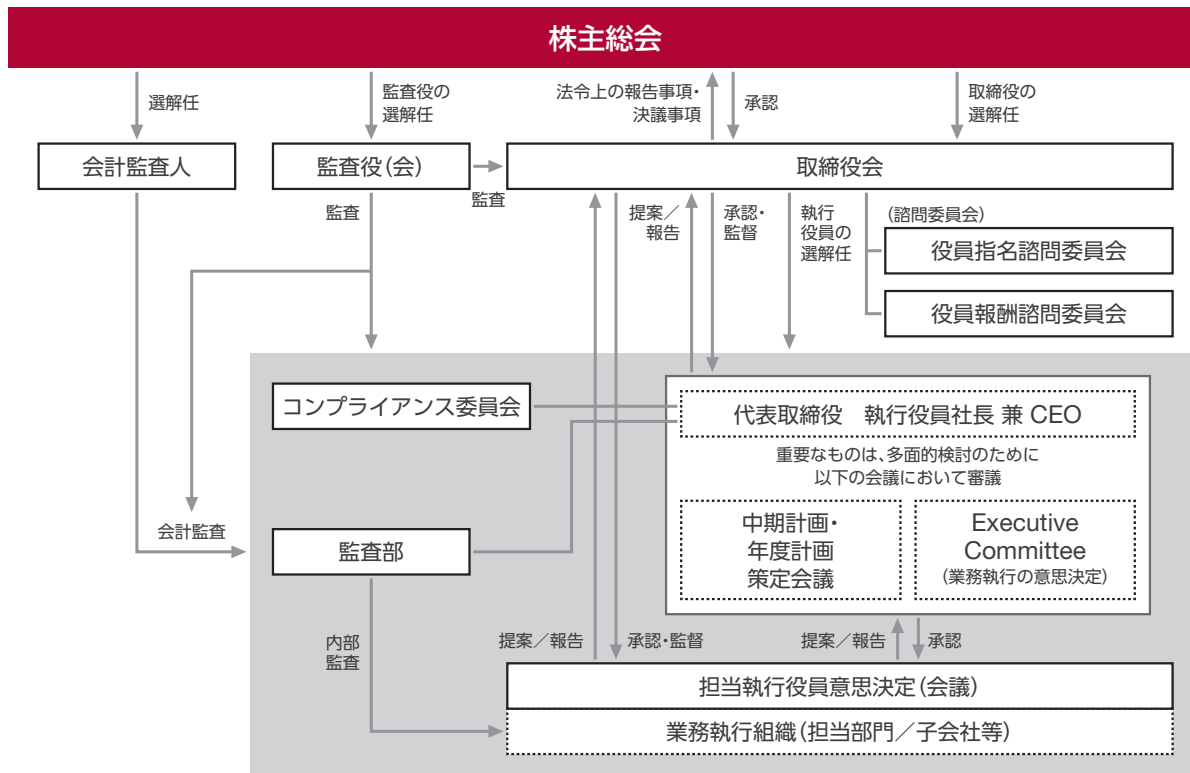 株主総会
選解任
監査役の
選解任
法令上の報告事項・
決議事項
承認
取締役の
選解任
会計監査人
監査役(会)
監査
取締役会
監査
提案／
報告
承認・
監督
執行
役員の
選解任
(諮問委員会)
役員指名諮問委員会
役員報酬諮問委員会
コンプライアンス委員会
代表取締役　執行役員社長 兼 CEO
重要なものは、多面的検討のために
以下の会議において審議
会計監査
監査部
中期計画・
年度計画
策定会議
Executive
Committee
(業務執行の意思決定)
内部
監査
提案／報告
承認・監督
提案／報告
承認
担当執行役員意思決定(会議)
業務執行組織(担当部門／子会社等)